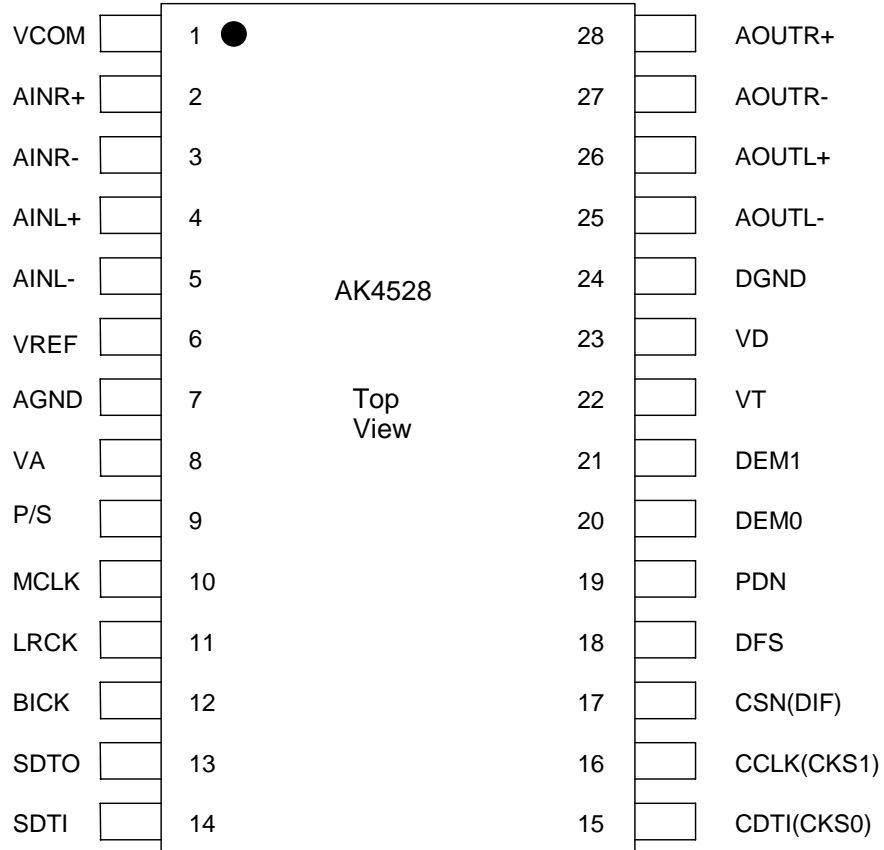 VCOM 1 28 AOUTR+
AINR+ 2 27 AOUTR-
AINR- 3 26 AOUTL+
AINL+ 4 25 AOUTL-
AINL- 5 24 DGND
AK4528
VREF 6 23 VD
AGND 7 Top 22 VT
View
VA 8 21 DEM1
P/S 9 20 DEM0
MCLK 10 19 PDN
LRCK 11 18 DFS
BICK 12 17 CSN(DIF)
SDTO 13 16 CCLK(CKS1)
SDTI 14 15 CDTI(CKS0)